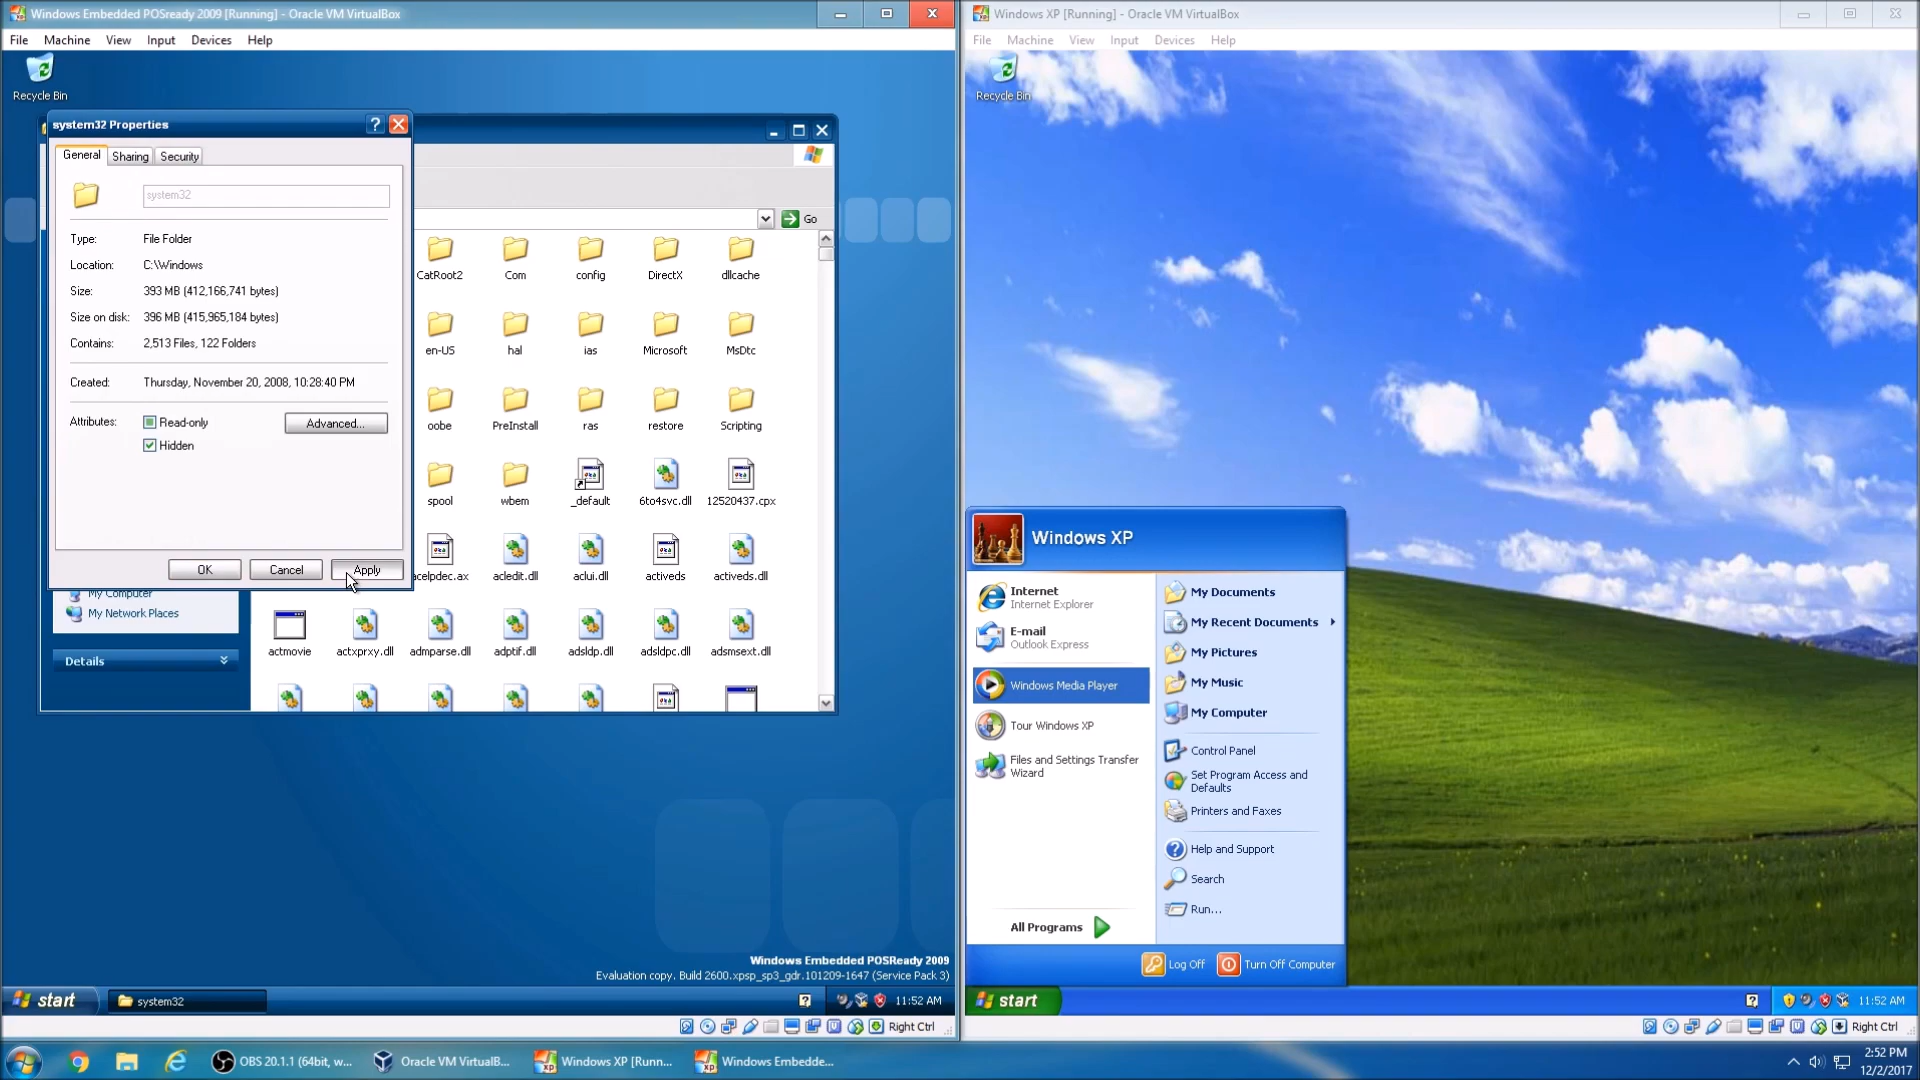 Windows Embedded POSready 2009 [Running] - Oracle VM VirtualBox
File Machine View Input Devices Help
Recycle Bin
system32 Properties
General Sharing Security
system32
Type: File Folder
Location: C:\Windows
Size: 393 MB (412,166,741 bytes)
Size on disk: 396 MB (415,965,184 bytes)
Contains: 2,513 Files, 122 Folders
Created: Thursday, November 20, 2008, 10:28:40 PM
Attributes: Read-only Advanced...
Hidden
OK Cancel Apply
Go
CatRoot2 Com config DirectX dllcache
en-US hal ias Microsoft MsDtc
oobe PreInstall ras restore Scripting
spool wbem _default 6to4svc.dll 12520437.cpx
acelpdec.ax acledit.dll aclui.dll activeds activeds.dll
My Computer
My Network Places
actmovie actxprxy.dll admparse.dll adptif.dll adsldp.dll adsldpc.dll adsmsext.dll
Details
Windows Embedded POSReady 2009
Evaluation copy. Build 2600.xpsp_sp3_gdr.101209-1647 (Service Pack 3)
start system32 11:52 AM
Right Ctrl
Windows XP [Running] - Oracle VM VirtualBox
File Machine View Input Devices Help
Recycle Bin
Windows XP
Internet
Internet Explorer
E-mail
Outlook Express
Windows Media Player
Tour Windows XP
Files and Settings Transfer
Wizard
All Programs
My Documents
My Recent Documents
My Pictures
My Music
My Computer
Control Panel
Set Program Access and
Defaults
Printers and Faxes
Help and Support
Search
Run...
Log Off Turn Off Computer
start 11:52 AM
Right Ctrl
OBS 20.1.1 (64bit, w... Oracle VM VirtualB... Windows XP [Runn... Windows Embedde...
2:52 PM
12/2/2017